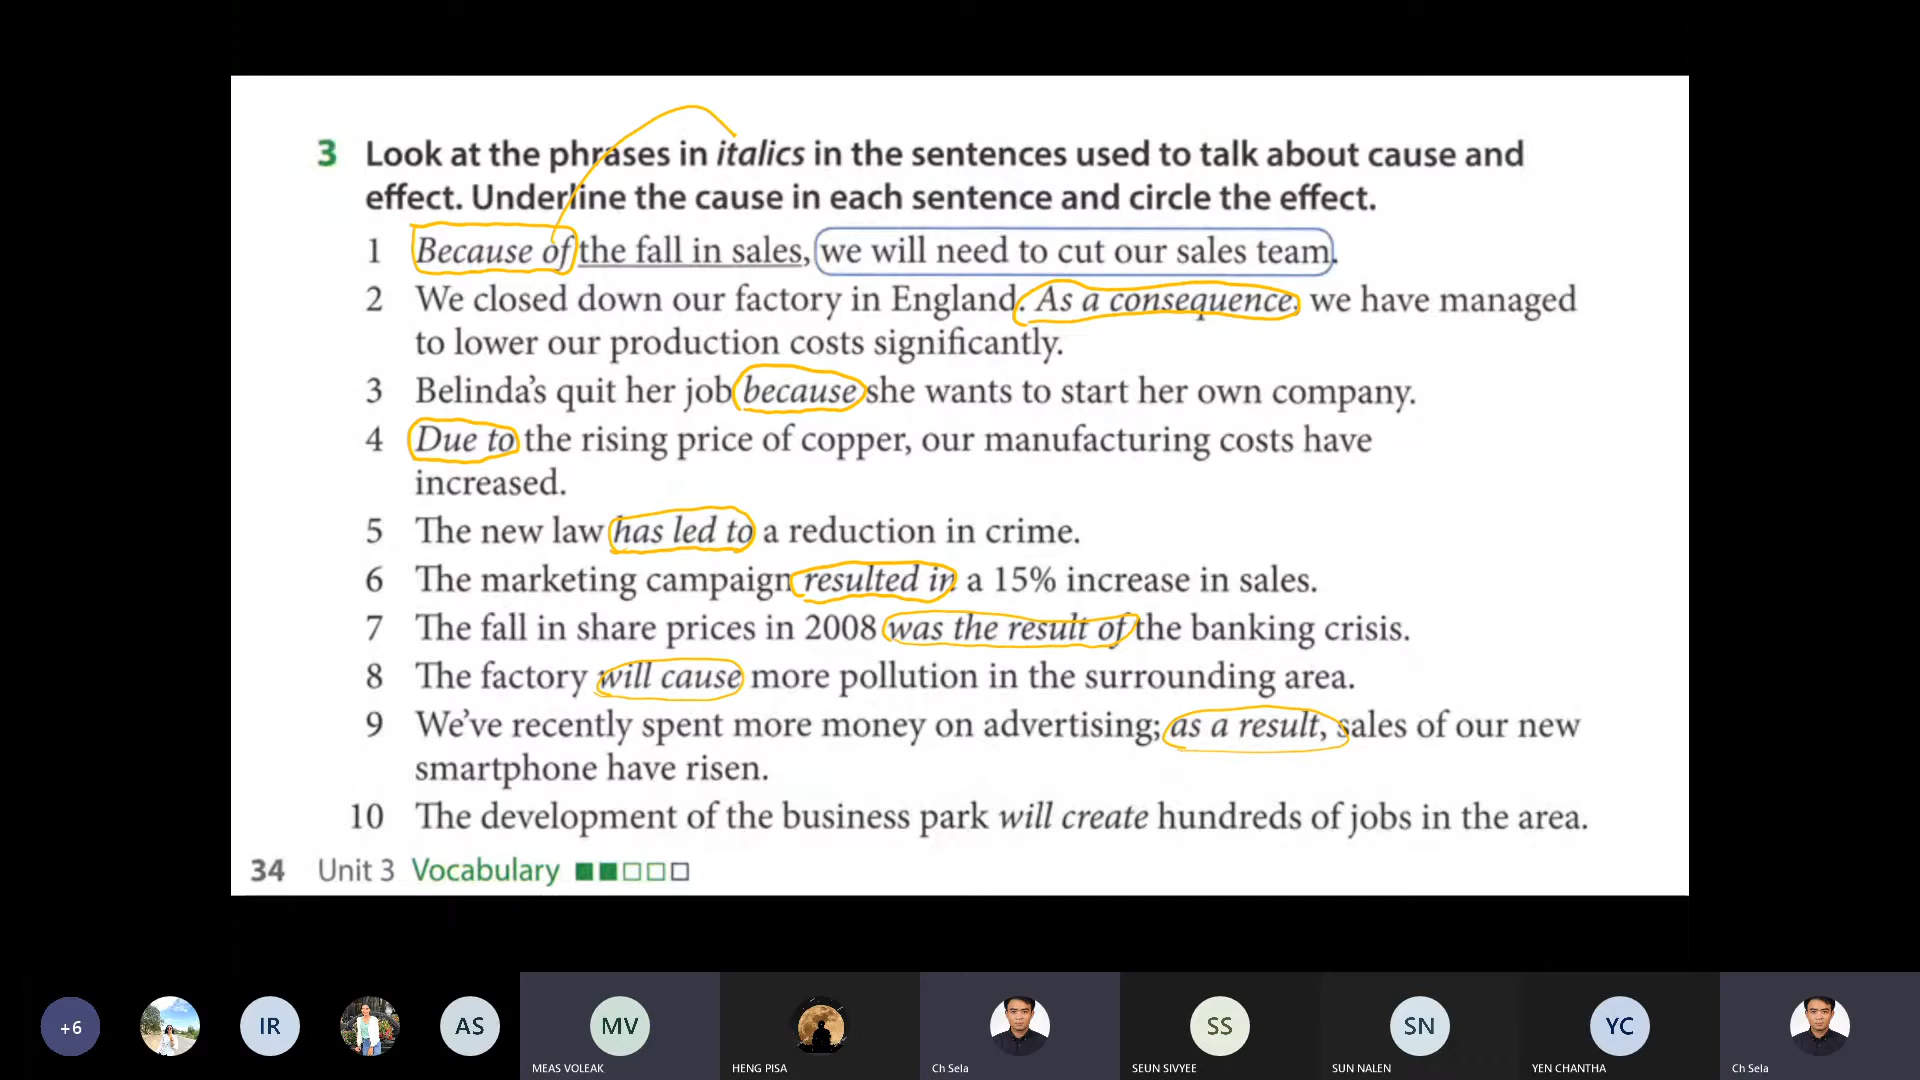 3 Look at the phrases in italics in the sentences used to talk about cause and
effect. Underline the cause in each sentence and circle the effect.
1 Because of the fall in sales, we will need to cut our sales team.
2 We closed down our factory in England. As a consequence, we have managed
to lower our production costs significantly.
3 Belinda's quit her job because she wants to start her own company.
4 Due to the rising price of copper, our manufacturing costs have
increased.
5 The new law has led to a reduction in crime.
6 The marketing campaign resulted in a 15% increase in sales.
7 The fall in share prices in 2008 was the result of the banking crisis.
8 The factory will cause more pollution in the surrounding area.
9 We've recently spent more money on advertising; as a result, sales of our new
smartphone have risen.
10 The development of the business park will create hundreds of jobs in the area.
34 Unit 3 Vocabulary
+6 IR AS MV SS SN YC
MEAS VOLEAK HENG PISA Ch Sela SEUN SIVYEE SUN NALEN YEN CHANTHA Ch Sela